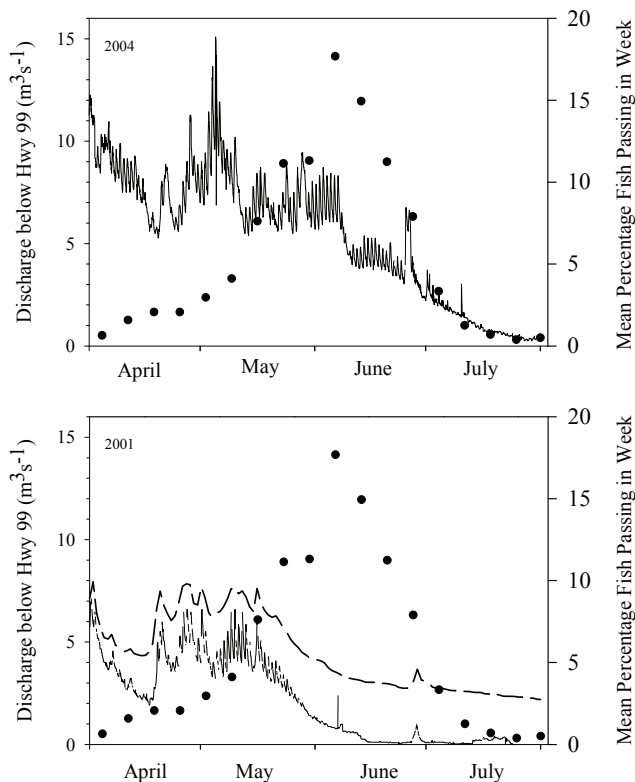 2004
Discharge below Hwy 99 (m³s⁻¹)
15
10
5
0
April
May
June
July
20
15
10
5
0
Mean Percentage Fish Passing in Week
2001
Discharge below Hwy 99 (m³s⁻¹)
15
10
5
0
April
May
June
July
20
15
10
5
0
Mean Percentage Fish Passing in Week